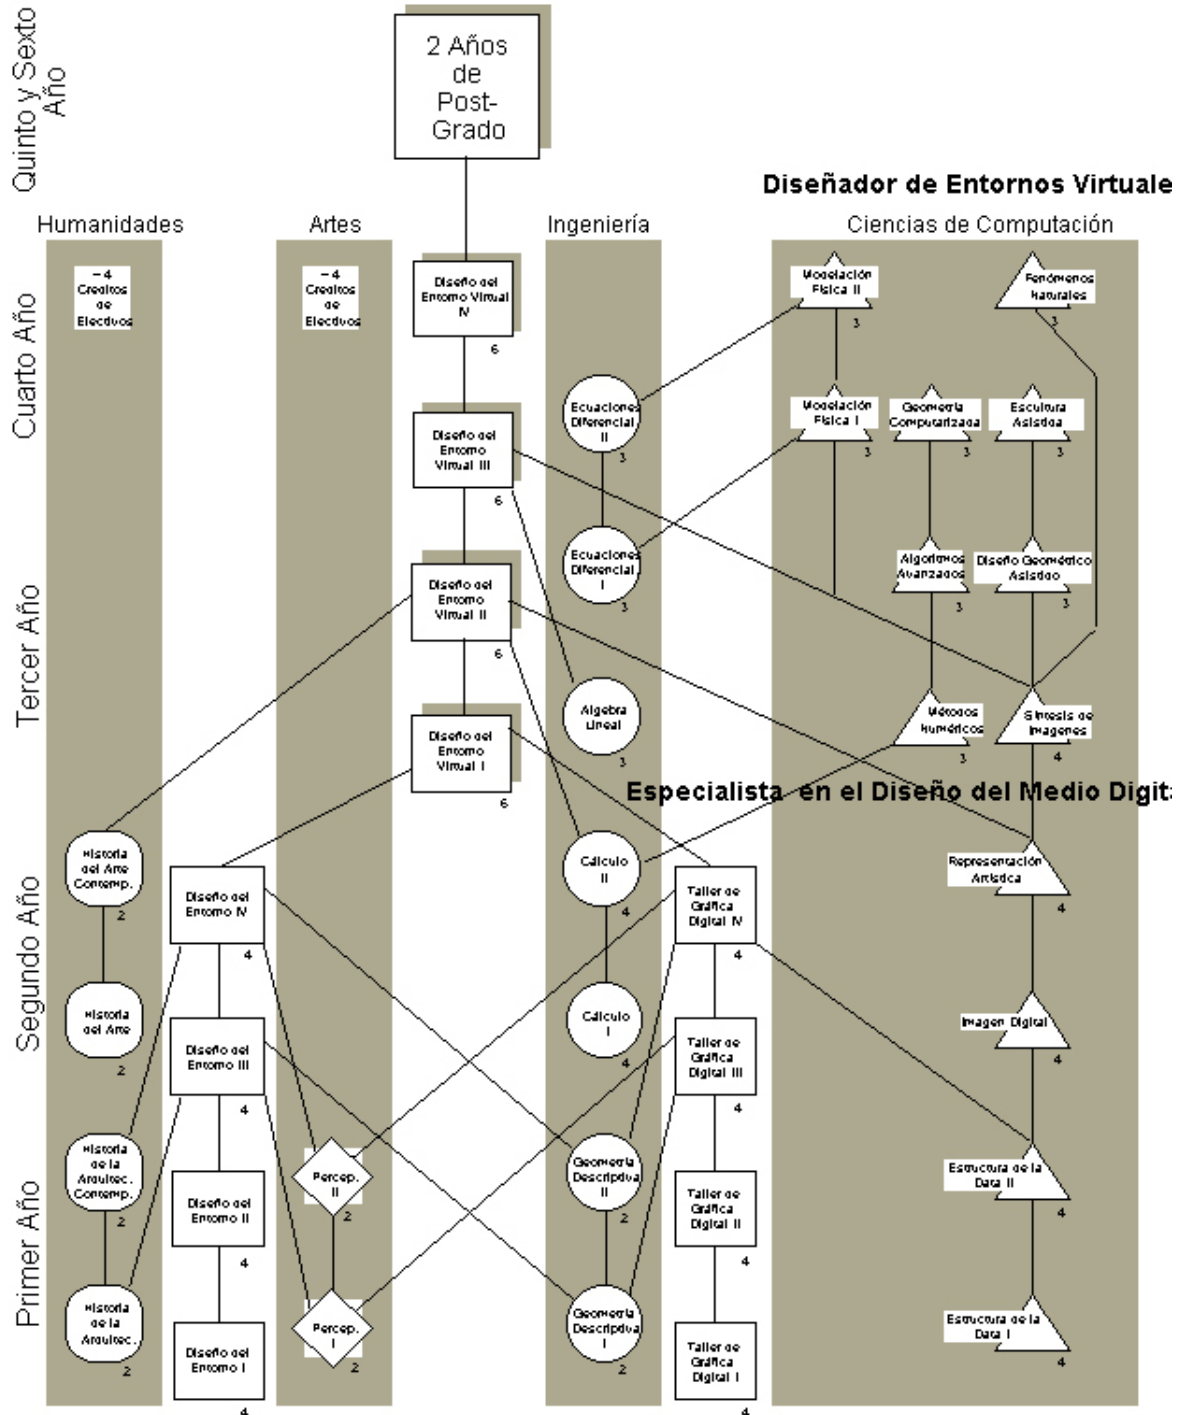 Quinto y Sexto
Año
2 Años
de
Post-
Grado
Diseñador de Entornos Virtuale
Humanidades
Artes
Ingeniería
Ciencias de Computación
Cuarto Año
– 4
Creditos
de
Electivos
– 4
Creditos
de
Electivos
Diseño del
Entorno Virtual
IV
6
Modelación
Física II
3
Fenómenos
Naturales
3
Diseño del
Entorno
Virtual III
6
Ecuaciones
Diferencial
II
3
Modelación
Física I
3
Geometría
Computarizada
3
Escultura
Asistida
3
Tercer Año
Diseño del
Entorno
Virtual II
6
Ecuaciones
Diferencial
I
3
Algoritmos
Avanzados
3
Diseño Geométrico
Asistido
3
Diseño del
Entorno
Virtual I
6
Algebra
Lineal
3
Métodos
Numéricos
3
Síntesis de
Imagenes
4
Especialista en el Diseño del Medio Digit
Segundo Año
Historia
del Arte
Contemp.
2
Diseño del
Entorno IV
4
Cálculo
II
4
Taller de
Gráfica
Digital IV
4
Representación
Artística
4
Historia
del Arte
2
Diseño del
Entorno III
4
Cálculo
I
4
Taller de
Gráfica
Digital III
4
Imagen Digital
4
Primer Año
Historia
de la
Arquitec.
Contemp.
2
Diseño del
Entorno II
4
Percep.
II
2
Geometría
Descriptiva
II
2
Taller de
Gráfica
Digital II
4
Estructura de la
Data II
4
Historia
de la
Arquitec.
2
Diseño del
Entorno I
4
Percep.
I
2
Geometría
Descriptiva
I
2
Taller de
Gráfica
Digital I
4
Estructura de la
Data I
4